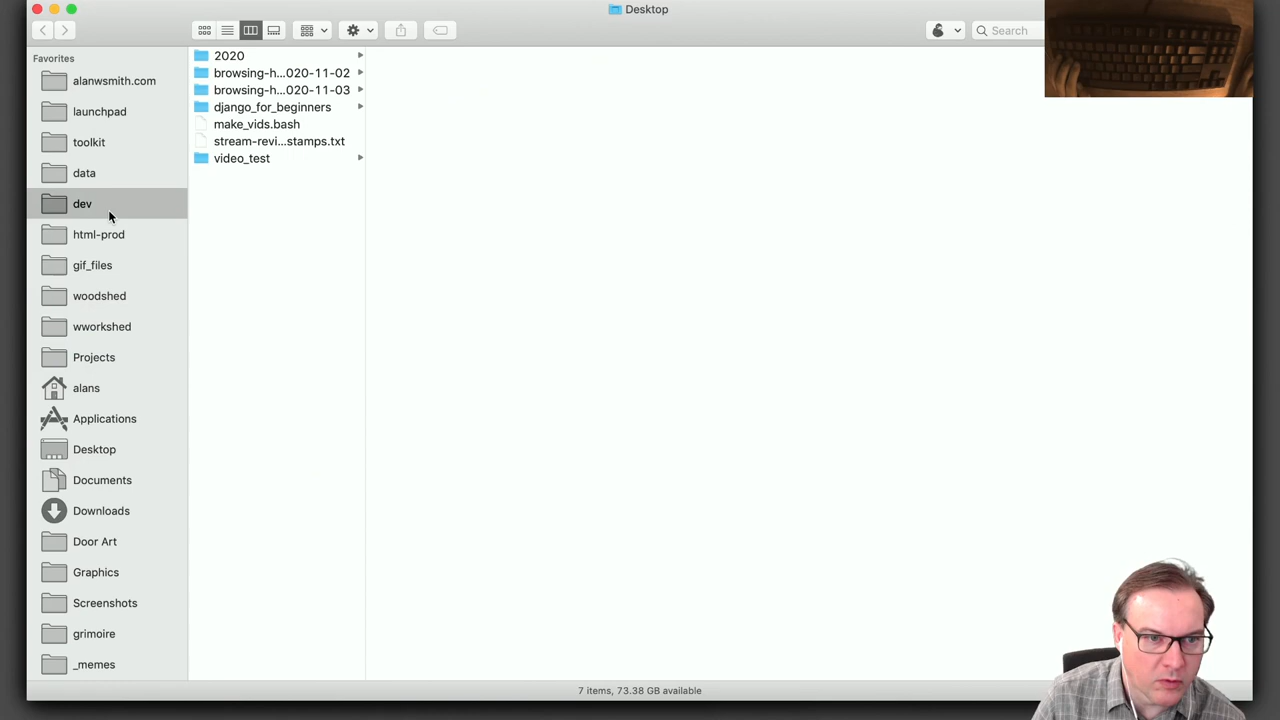 Desktop
Search
Favorites
alanwsmith.com
launchpad
toolkit
data
dev
html-prod
gif_files
woodshed
wworkshed
Projects
alans
Applications
Desktop
Documents
Downloads
Door Art
Graphics
Screenshots
grimoire
_memes
2020
browsing-h...020-11-02
browsing-h...020-11-03
django_for_beginners
make_vids.bash
stream-revi...stamps.txt
video_test
7 items, 73.38 GB available